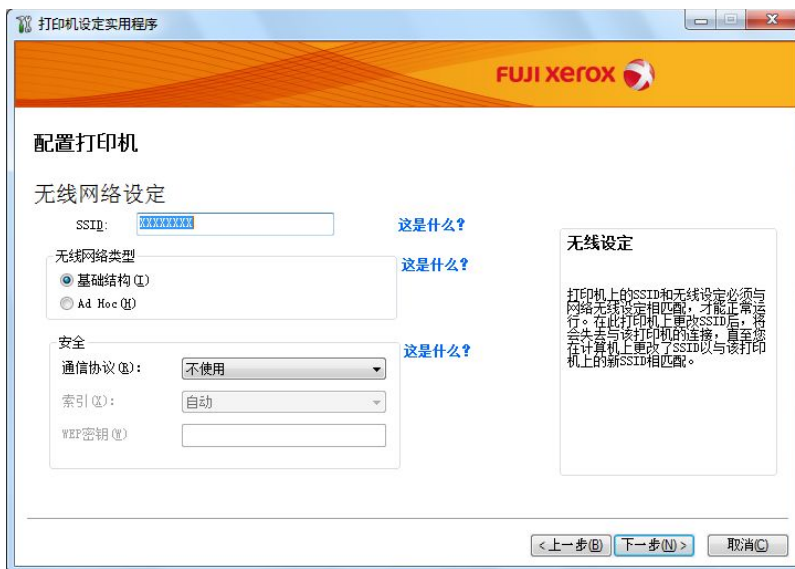 打印机设定实用程序
FUJI xerox
配置打印机
无线网络设定
SSID: XXXXXXXX 这是什么?
无线网络类型 这是什么?
基础结构(I)
Ad Hoc(H)
安全 这是什么?
通信协议(R): 不使用
索引(X): 自动
WEP密钥(W)
无线设定
打印机上的SSID和无线设定必须与
网络无线设定相匹配，才能正常运
行。在此打印机上更改SSID后，将
会失去与该打印机的连接，直至您
在计算机上更改了SSID以与该打印
机上的新SSID相匹配。
<上一步(B) 下一步(N)> 取消(C)